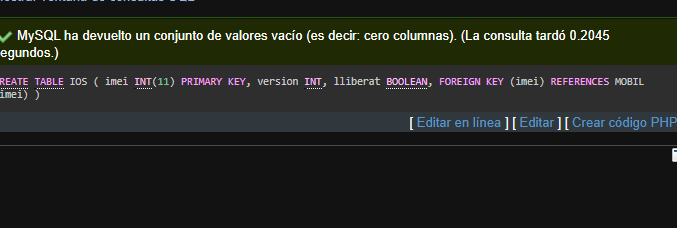 MySQL ha devuelto un conjunto de valores vacío (es decir: cero columnas). (La consulta tardó 0.2045
egundos.)
REATE TABLE IOS ( imei INT(11) PRIMARY KEY, version INT, lliberat BOOLEAN, FOREIGN KEY (imei) REFERENCES MOBIL
imei) )
[ Editar en línea ] [ Editar ] [ Crear código PHP